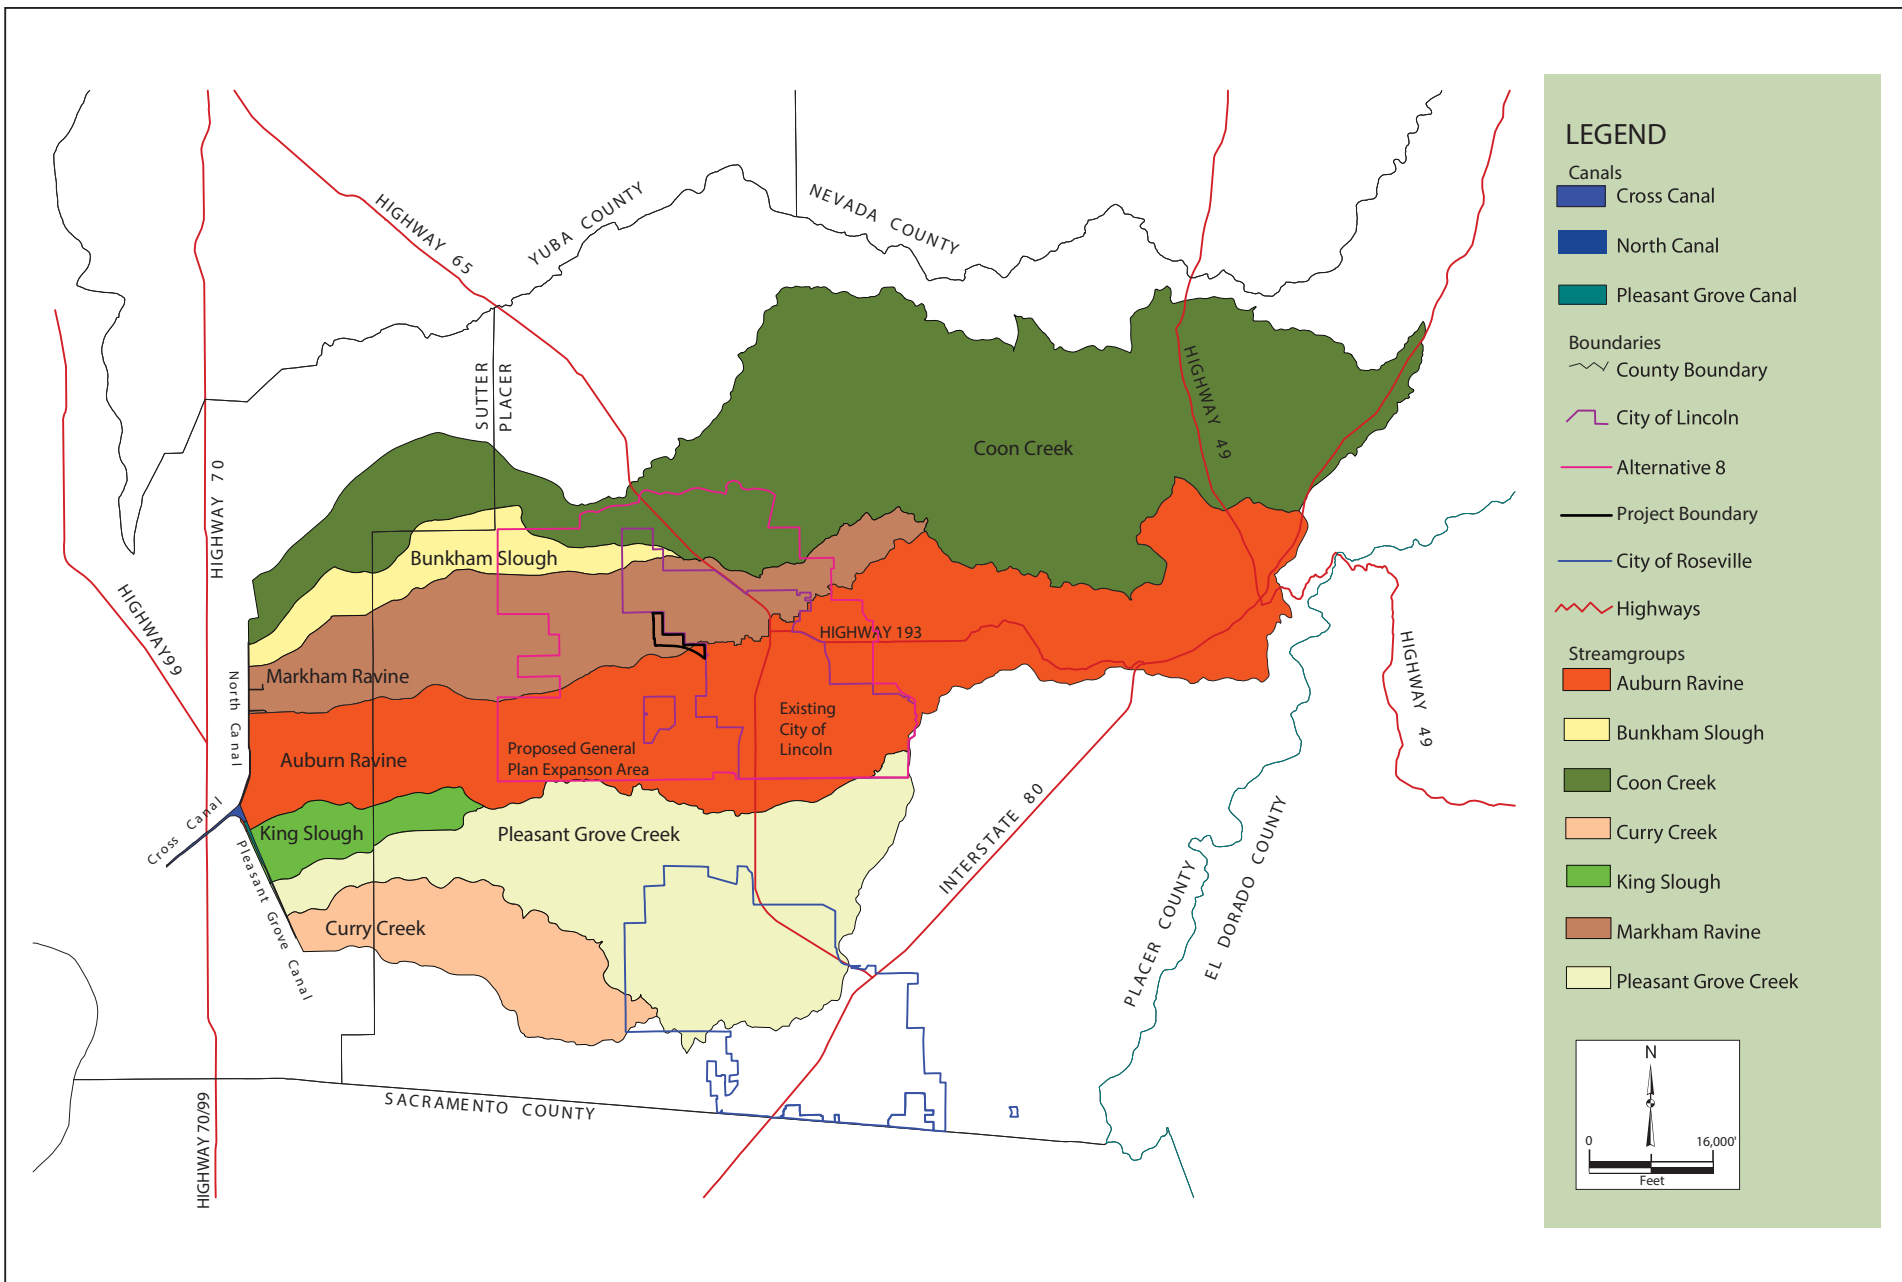 HIGHWAY 65
YUBA COUNTY
NEVADA COUNTY
SUTTER
PLACER
HIGHWAY 49
HIGHWAY 70
Coon Creek
Bunkham Slough
HIGHWAY99
HIGHWAY 193
HIGHWAY 49
North Canal
Markham Ravine
Existing
City of
Lincoln
Auburn Ravine
Proposed General
Plan Expanson Area
Cross Canal
King Slough
Pleasant Grove Creek
INTERSTATE 80
Pleasant Grove Canal
Curry Creek
PLACER COUNTY
EL DORADO COUNTY
SACRAMENTO COUNTY
HIGHWAY 70/99
LEGEND
Canals
Cross Canal
North Canal
Pleasant Grove Canal
Boundaries
County Boundary
City of Lincoln
Alternative 8
Project Boundary
City of Roseville
Highways
Streamgroups
Auburn Ravine
Bunkham Slough
Coon Creek
Curry Creek
King Slough
Markham Ravine
Pleasant Grove Creek
N
0 16,000'
Feet